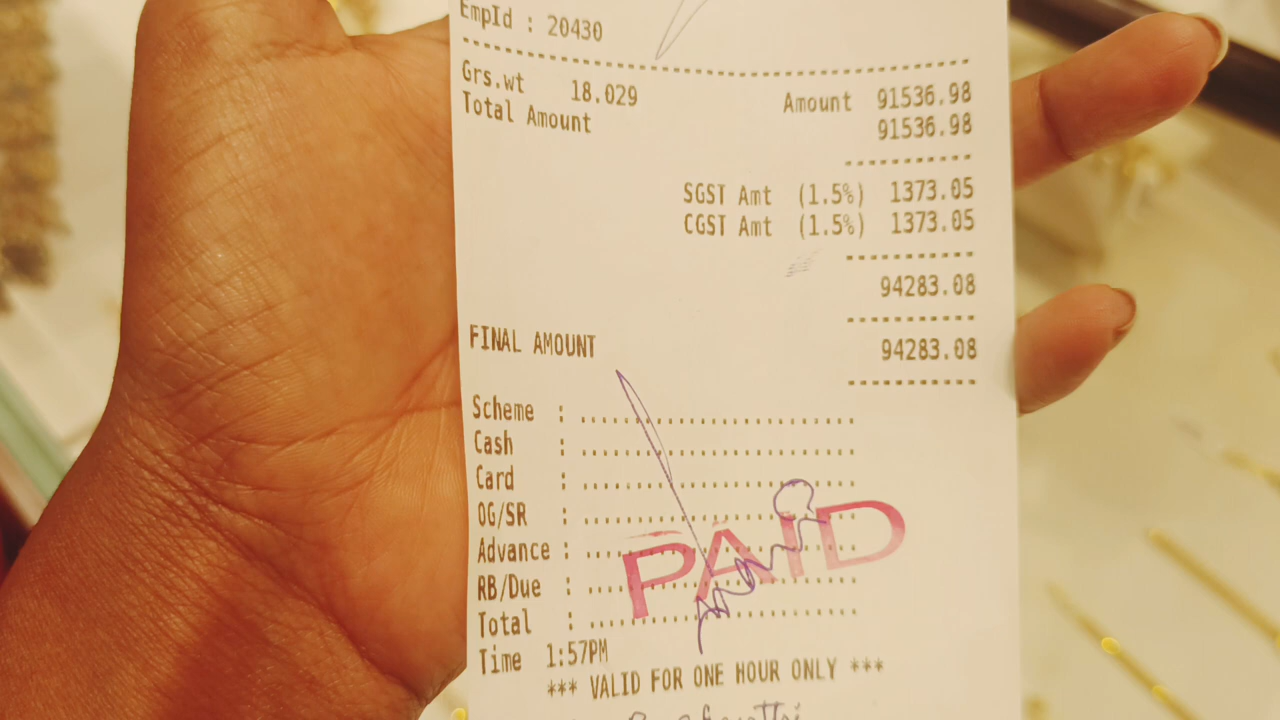 EmpId : 20430
Grs.wt 18.029 Amount 91536.98
Total Amount 91536.98
SGST Amt (1.5%) 1373.05
CGST Amt (1.5%) 1373.05
94283.08
FINAL AMOUNT 94283.08
Scheme : ..............................
Cash : ..............................
Card : ..............................
OG/SR : ..............................
Advance : ..............................
RB/Due : ..............................
Total : ..............................
PAID
Time 1:57PM
*** VALID FOR ONE HOUR ONLY ***